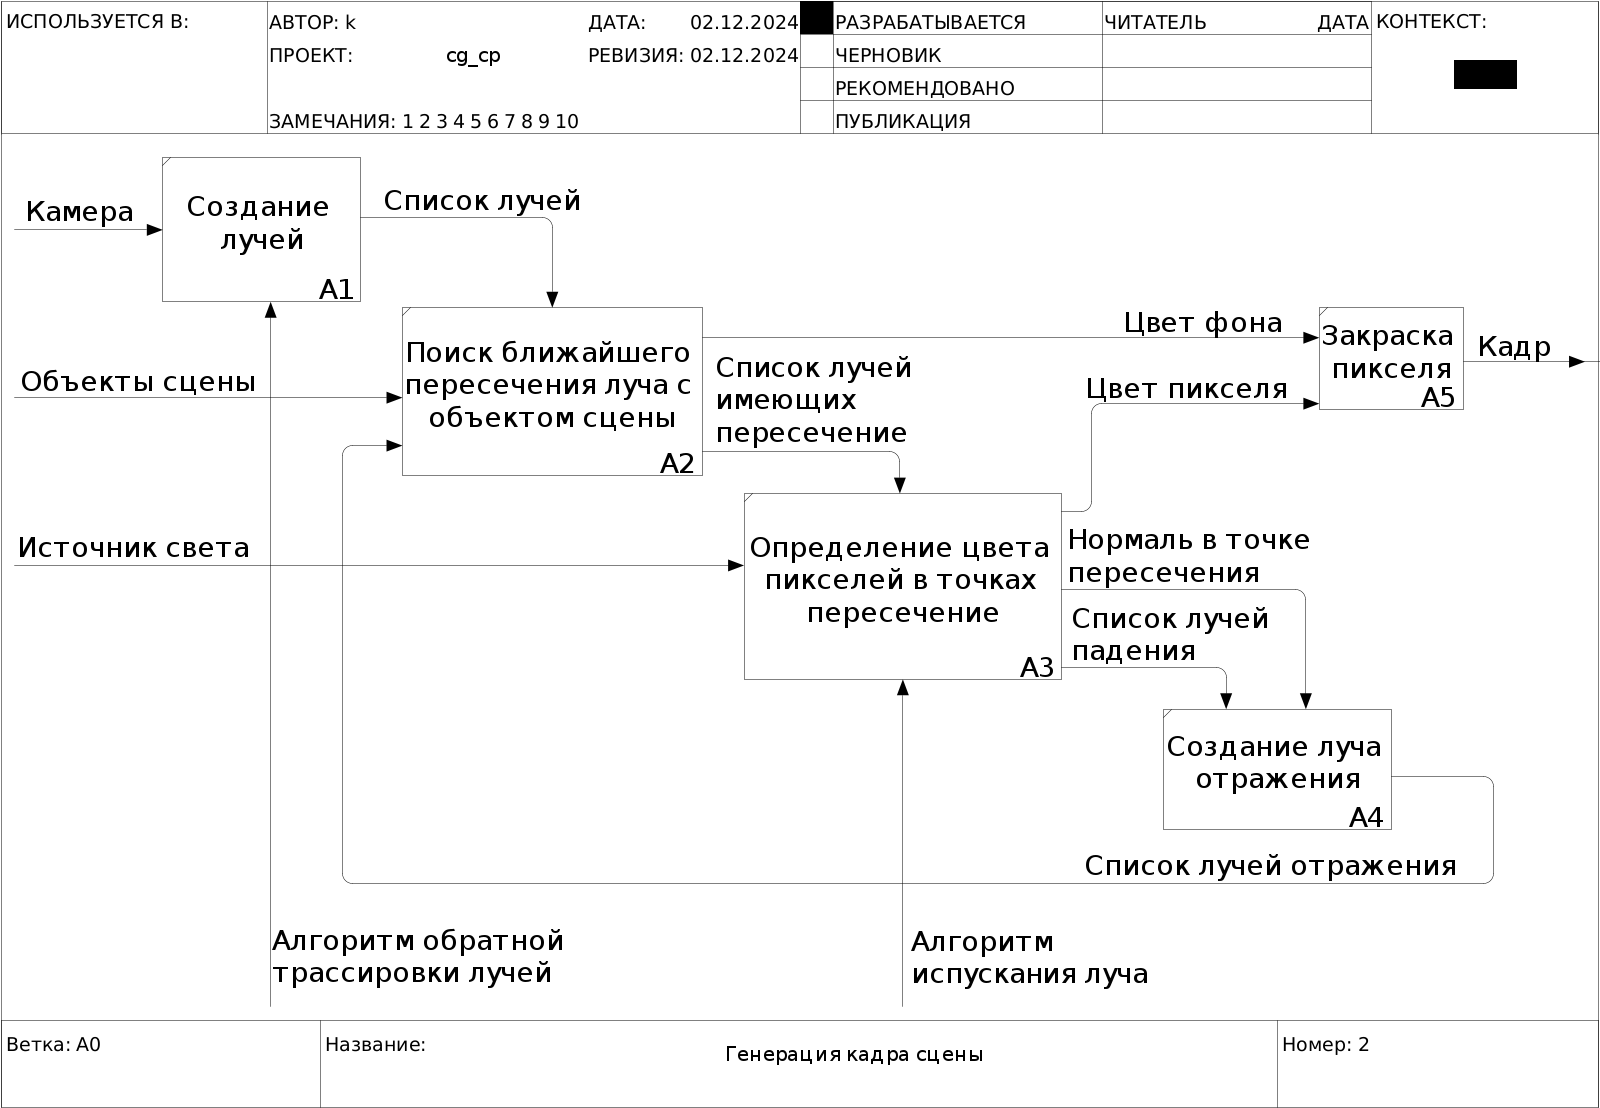 ИСПОЛЬЗУЕТСЯ В:
АВТОР: k
ДАТА: 02.12.2024
РАЗРАБАТЫВАЕТСЯ
ЧИТАТЕЛЬ
ДАТА
КОНТЕКСТ:
ПРОЕКТ: cg_cp
РЕВИЗИЯ: 02.12.2024
ЧЕРНОВИК
РЕКОМЕНДОВАНО
ЗАМЕЧАНИЯ: 1 2 3 4 5 6 7 8 9 10
ПУБЛИКАЦИЯ
Камера
Создание
лучей
A1
Список лучей
Объекты сцены
Поиск ближайшего
пересечения луча с
объектом сцены
A2
Цвет фона
Список лучей
имеющих
пересечение
Цвет пикселя
Закраска
пикселя
A5
Кадр
Источник света
Определение цвета
пикселей в точках
пересечение
A3
Нормаль в точке
пересечения
Список лучей
падения
Создание луча
отражения
A4
Список лучей отражения
Алгоритм обратной
трассировки лучей
Алгоритм
испускания луча
Ветка: A0
Название:
Генерация кадра сцены
Номер: 2